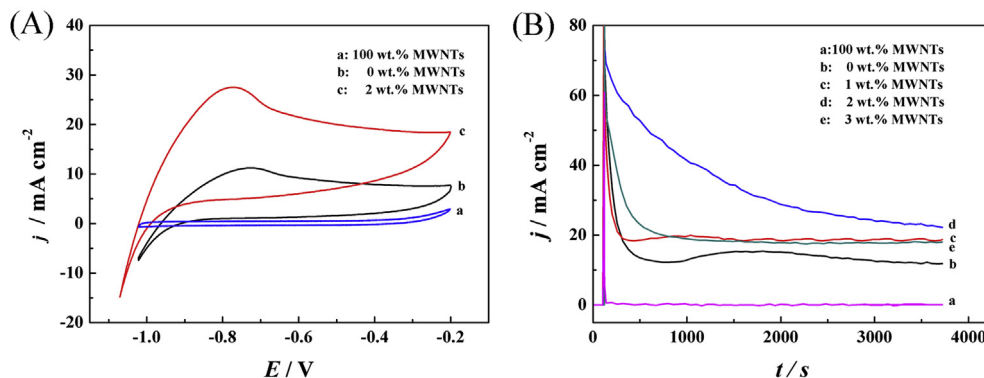 (A)
40
30
20
10
0
-10
-20
j / mA cm-2
-1.0
-0.8
-0.6
-0.4
-0.2
E / V
a: 100 wt.% MWNTs
b: 0 wt.% MWNTs
c: 2 wt.% MWNTs
c
b
a
(B)
80
60
40
20
0
j / mA cm-2
0
1000
2000
3000
4000
t / s
a:100 wt.% MWNTs
b: 0 wt.% MWNTs
c: 1 wt.% MWNTs
d: 2 wt.% MWNTs
e: 3 wt.% MWNTs
d
c
e
b
a